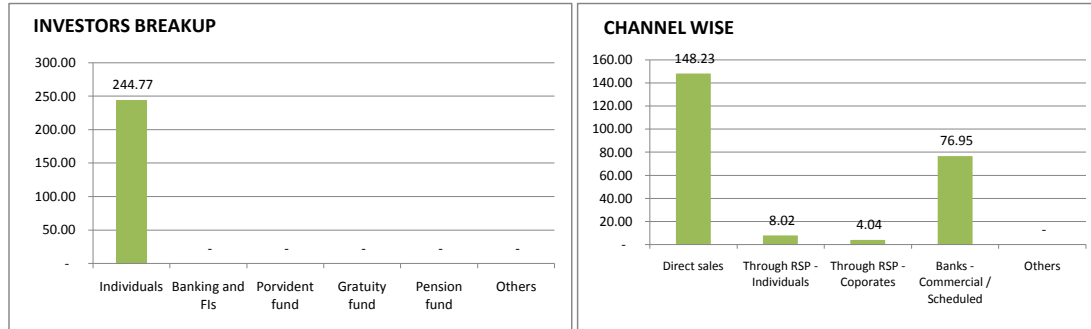 INVESTORS BREAKUP
300.00
250.00
200.00
150.00
100.00
50.00
-
244.77
-
-
-
-
-
Individuals
Banking and
FIs
Porvident
fund
Gratuity
fund
Pension
fund
Others
CHANNEL WISE
160.00
140.00
120.00
100.00
80.00
60.00
40.00
20.00
-
148.23
8.02
4.04
76.95
-
Direct sales
Through RSP -
Individuals
Through RSP -
Coporates
Banks -
Commercial /
Scheduled
Others